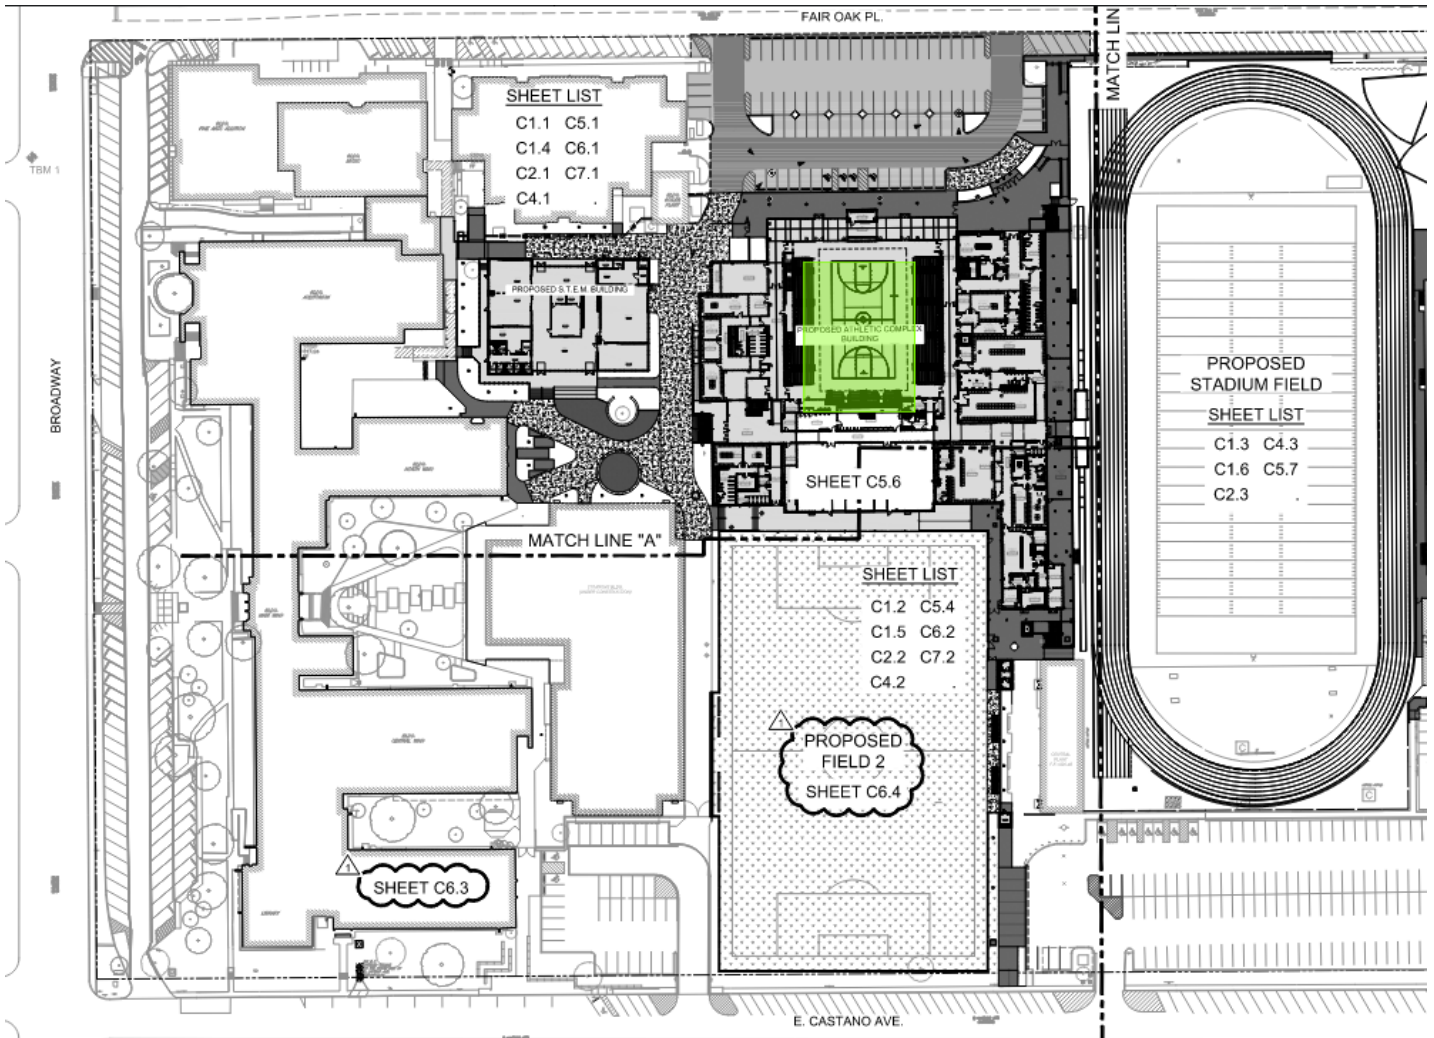 FAIR OAK PL.
MATCH LIN
TBM 1
BROADWAY
SHEET LIST
C1.1 C5.1
C1.4 C6.1
C2.1 C7.1
C4.1
PROPOSED S.T.E.M. BUILDING
PROPOSED ATHLETIC COMPLEX
BUILDING
SHEET C5.6
PROPOSED
STADIUM FIELD
SHEET LIST
C1.3 C4.3
C1.6 C5.7
C2.3
MATCH LINE "A"
SHEET LIST
C1.2 C5.4
C1.5 C6.2
C2.2 C7.2
C4.2
1
PROPOSED
FIELD 2
SHEET C6.4
1
SHEET C6.3
LIBRARY
C
C
E. CASTANO AVE.